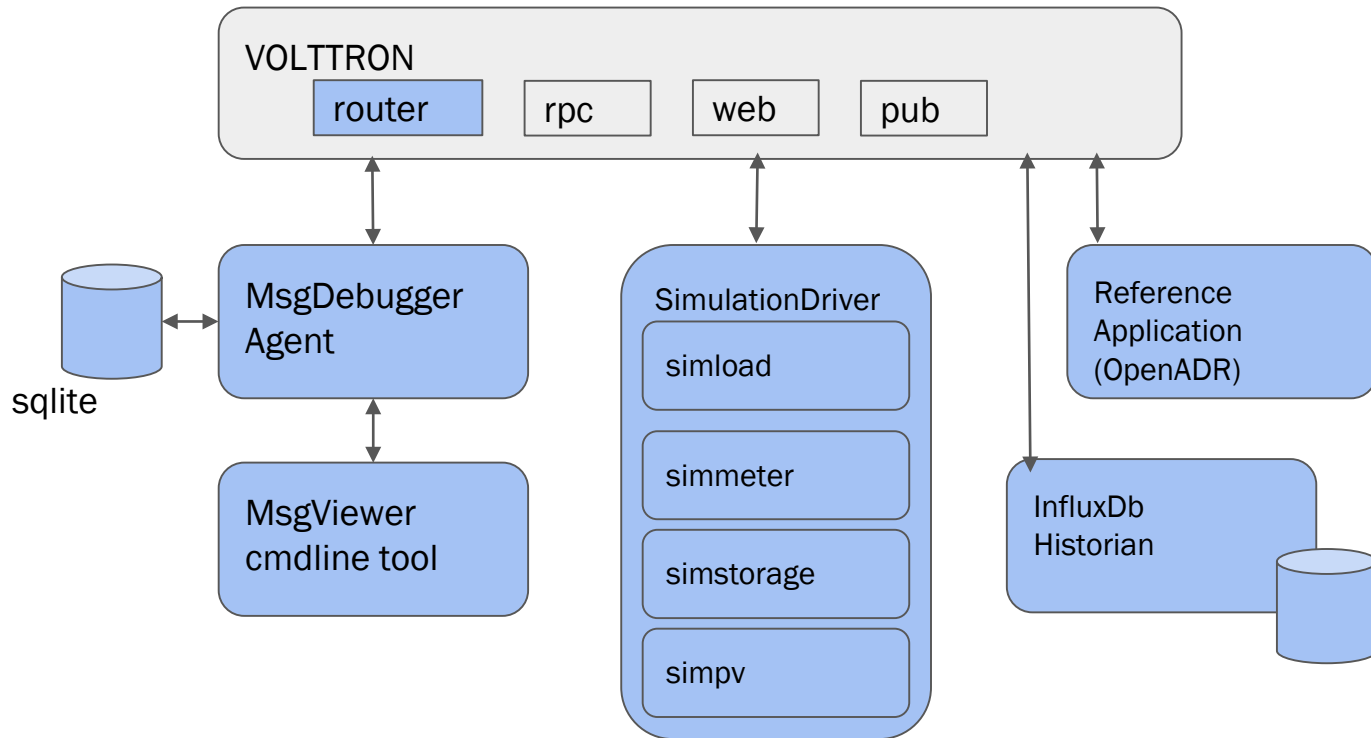 VOLTTRON
router
rpc
web
pub
MsgDebugger
Agent
sqlite
MsgViewer
cmdline tool
SimulationDriver
simload
simmeter
simstorage
simpv
Reference
Application
(OpenADR)
InfluxDb
Historian